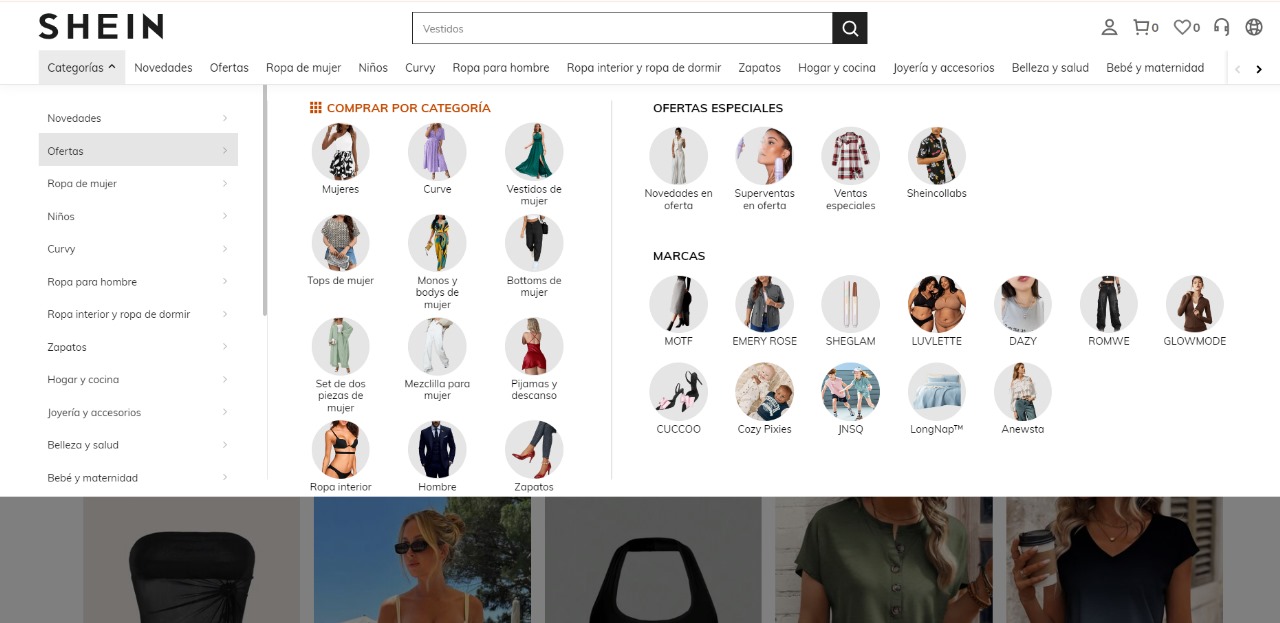 SHEIN
Vestidos
0
0
Categorías
Novedades
Ofertas
Ropa de mujer
Niños
Curvy
Ropa para hombre
Ropa interior y ropa de dormir
Zapatos
Hogar y cocina
Joyería y accesorios
Belleza y salud
Bebé y maternidad
Novedades
Ofertas
Ropa de mujer
Niños
Curvy
Ropa para hombre
Ropa interior y ropa de dormir
Zapatos
Hogar y cocina
Joyería y accesorios
Belleza y salud
Bebé y maternidad
COMPRAR POR CATEGORÍA
Mujeres
Curve
Vestidos de
mujer
Tops de mujer
Monos y
bodys de
mujer
Bottoms de
mujer
Set de dos
piezas de
mujer
Mezclilla para
mujer
Pijamas y
descanso
Ropa interior
Hombre
Zapatos
OFERTAS ESPECIALES
Novedades en
oferta
Superventas
en oferta
Ventas
especiales
Sheincollabs
MARCAS
MOTF
EMERY ROSE
SHEGLAM
LUVLETTE
DAZY
ROMWE
GLOWMODE
CUCCOO
Cozy Pixies
JNSQ
LongNap™
Anewsta